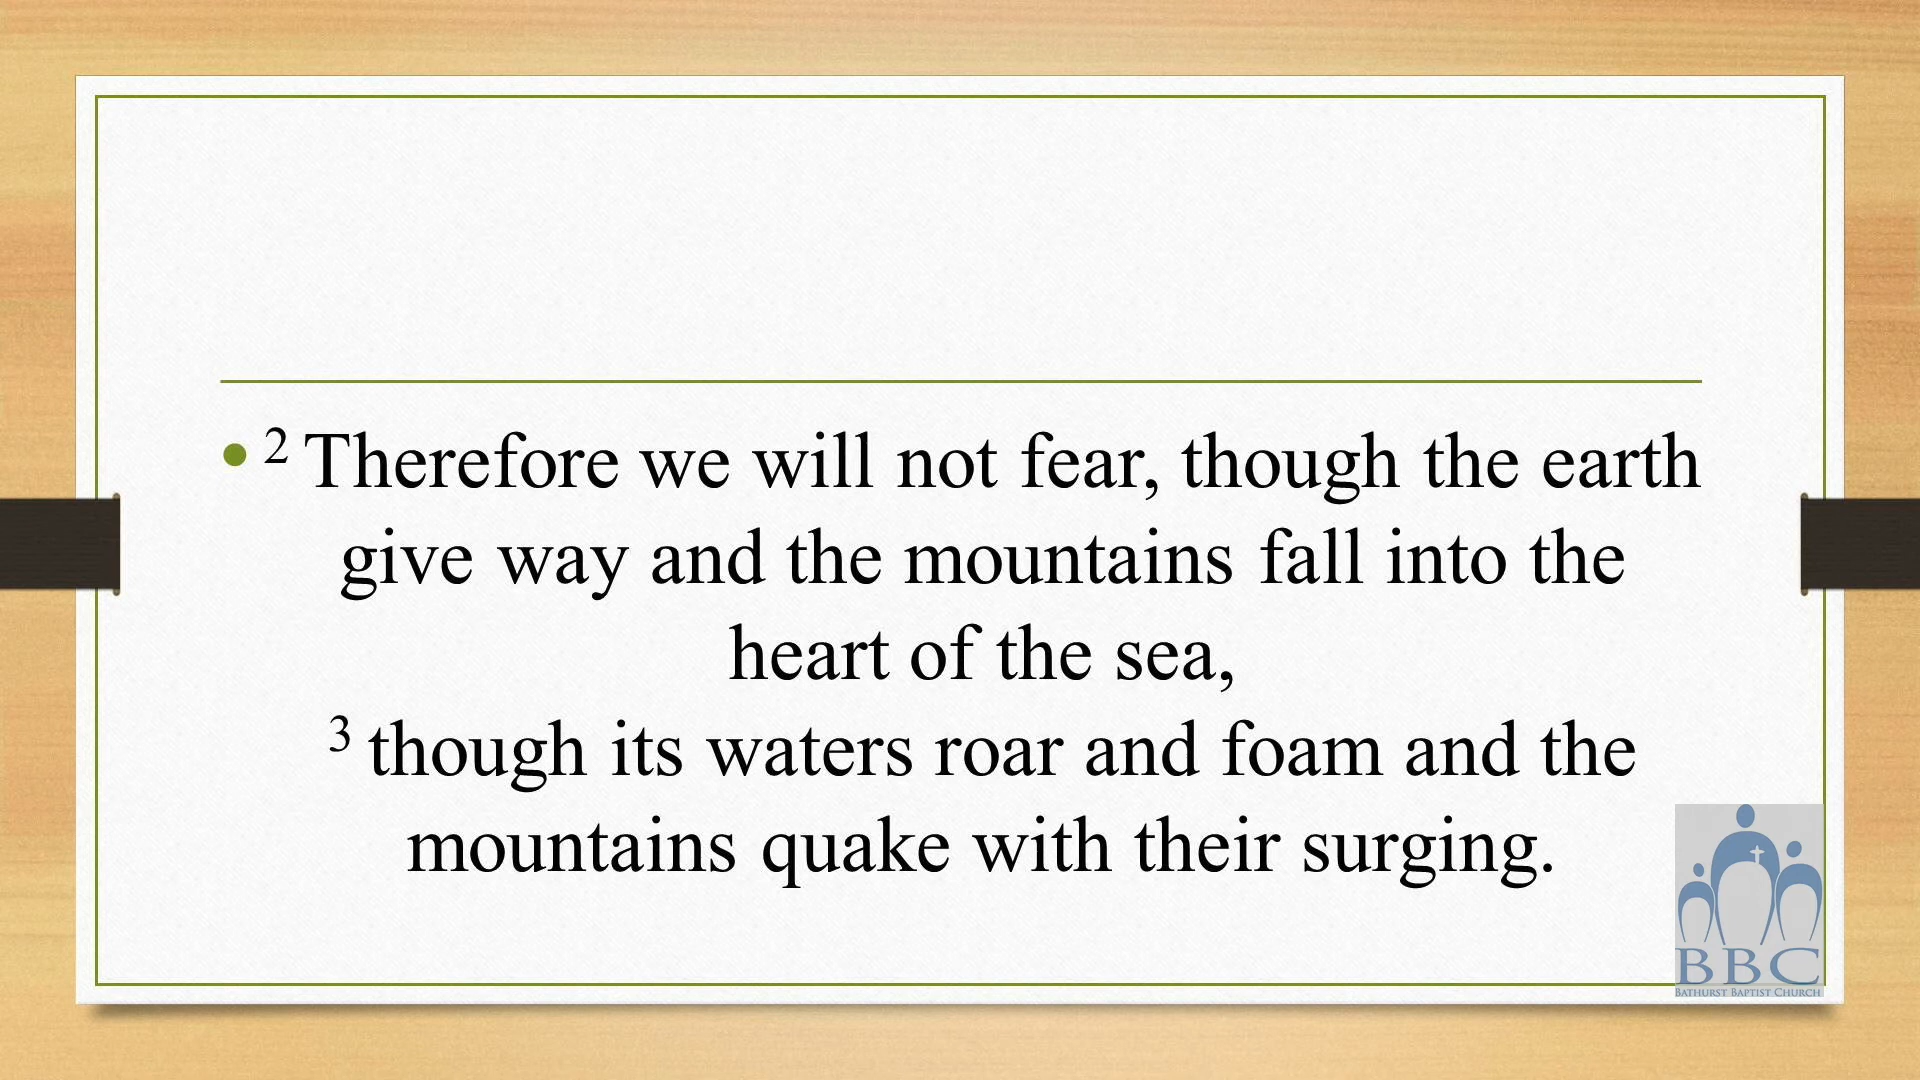 • ² Therefore we will not fear, though the earth
give way and the mountains fall into the
heart of the sea,
³ though its waters roar and foam and the
mountains quake with their surging.
BBC
BATHURST BAPTIST CHURCH